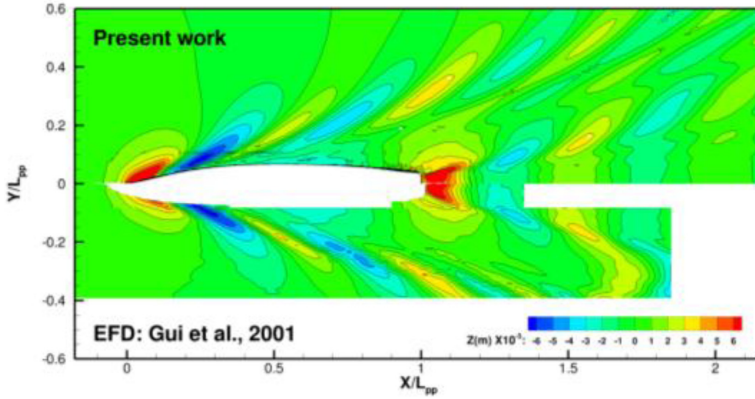 0.6
Present work
0.4
0.2
Y/Lpp
0
-0.2
-0.4
EFD: Gui et al., 2001
Z(m) X10⁻³: -6 -5 -4 -3 -2 -1 0 1 2 3 4 5 6
-0.6
0 0.5 1 1.5 2
X/Lpp